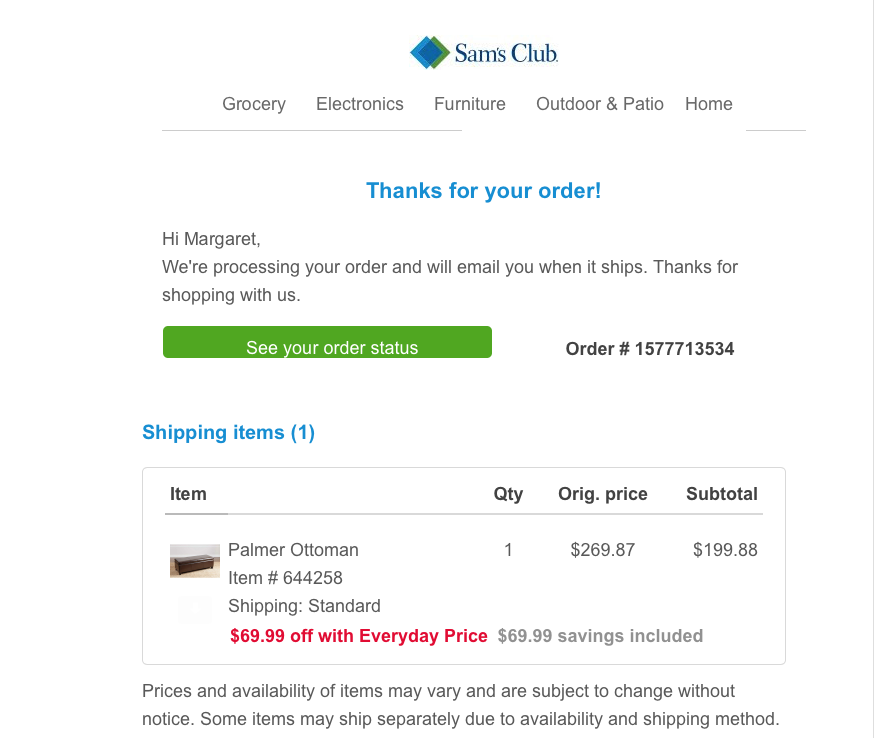 Sam's Club
Grocery Electronics Furniture Outdoor & Patio Home
Thanks for your order!
Hi Margaret,
We're processing your order and will email you when it ships. Thanks for
shopping with us.
See your order status Order # 1577713534
Shipping items (1)
Item Qty Orig. price Subtotal
Palmer Ottoman 1 $269.87 $199.88
Item # 644258
Shipping: Standard
$69.99 off with Everyday Price $69.99 savings included
Prices and availability of items may vary and are subject to change without
notice. Some items may ship separately due to availability and shipping method.